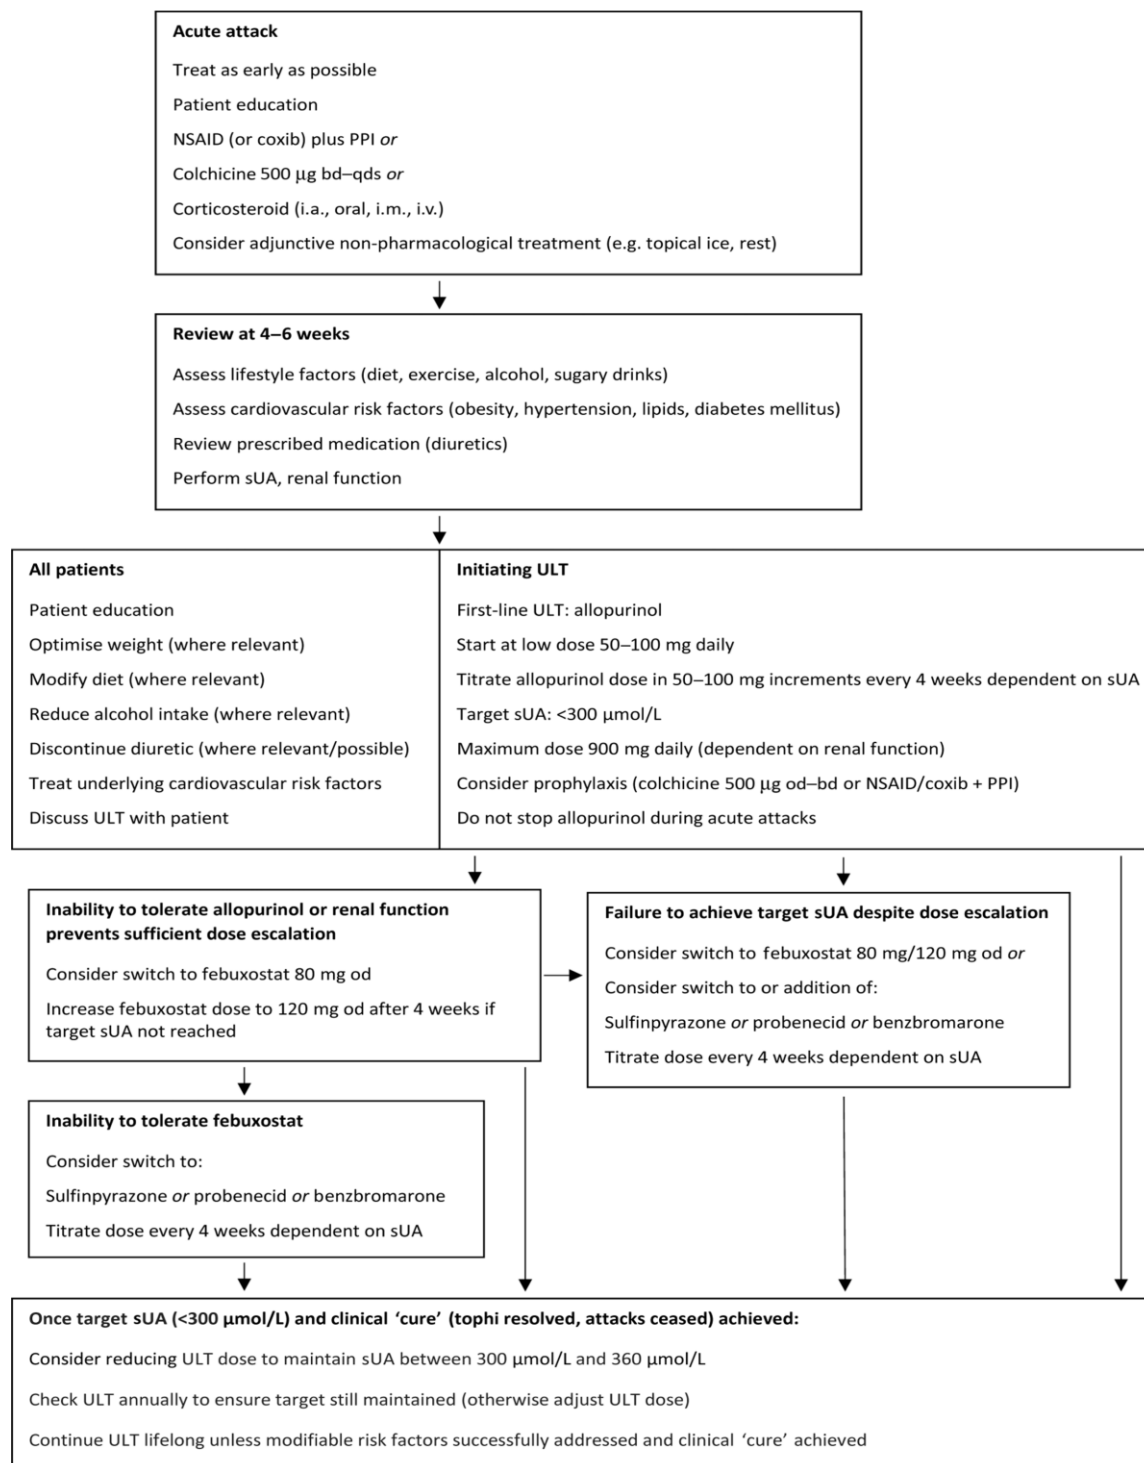 Acute attack
Treat as early as possible
Patient education
NSAID (or coxib) plus PPI or
Colchicine 500 µg bd–qds or
Corticosteroid (i.a., oral, i.m., i.v.)
Consider adjunctive non-pharmacological treatment (e.g. topical ice, rest)
Review at 4–6 weeks
Assess lifestyle factors (diet, exercise, alcohol, sugary drinks)
Assess cardiovascular risk factors (obesity, hypertension, lipids, diabetes mellitus)
Review prescribed medication (diuretics)
Perform sUA, renal function
All patients
Patient education
Optimise weight (where relevant)
Modify diet (where relevant)
Reduce alcohol intake (where relevant)
Discontinue diuretic (where relevant/possible)
Treat underlying cardiovascular risk factors
Discuss ULT with patient
Initiating ULT
First-line ULT: allopurinol
Start at low dose 50–100 mg daily
Titrate allopurinol dose in 50–100 mg increments every 4 weeks dependent on sUA
Target sUA: <300 µmol/L
Maximum dose 900 mg daily (dependent on renal function)
Consider prophylaxis (colchicine 500 µg od–bd or NSAID/coxib + PPI)
Do not stop allopurinol during acute attacks
Inability to tolerate allopurinol or renal function
prevents sufficient dose escalation
Consider switch to febuxostat 80 mg od
Increase febuxostat dose to 120 mg od after 4 weeks if
target sUA not reached
Failure to achieve target sUA despite dose escalation
Consider switch to febuxostat 80 mg/120 mg od or
Consider switch to or addition of:
Sulfinpyrazone or probenecid or benzbromarone
Titrate dose every 4 weeks dependent on sUA
Inability to tolerate febuxostat
Consider switch to:
Sulfinpyrazone or probenecid or benzbromarone
Titrate dose every 4 weeks dependent on sUA
Once target sUA (<300 µmol/L) and clinical ‘cure’ (tophi resolved, attacks ceased) achieved:
Consider reducing ULT dose to maintain sUA between 300 µmol/L and 360 µmol/L
Check ULT annually to ensure target still maintained (otherwise adjust ULT dose)
Continue ULT lifelong unless modifiable risk factors successfully addressed and clinical ‘cure’ achieved